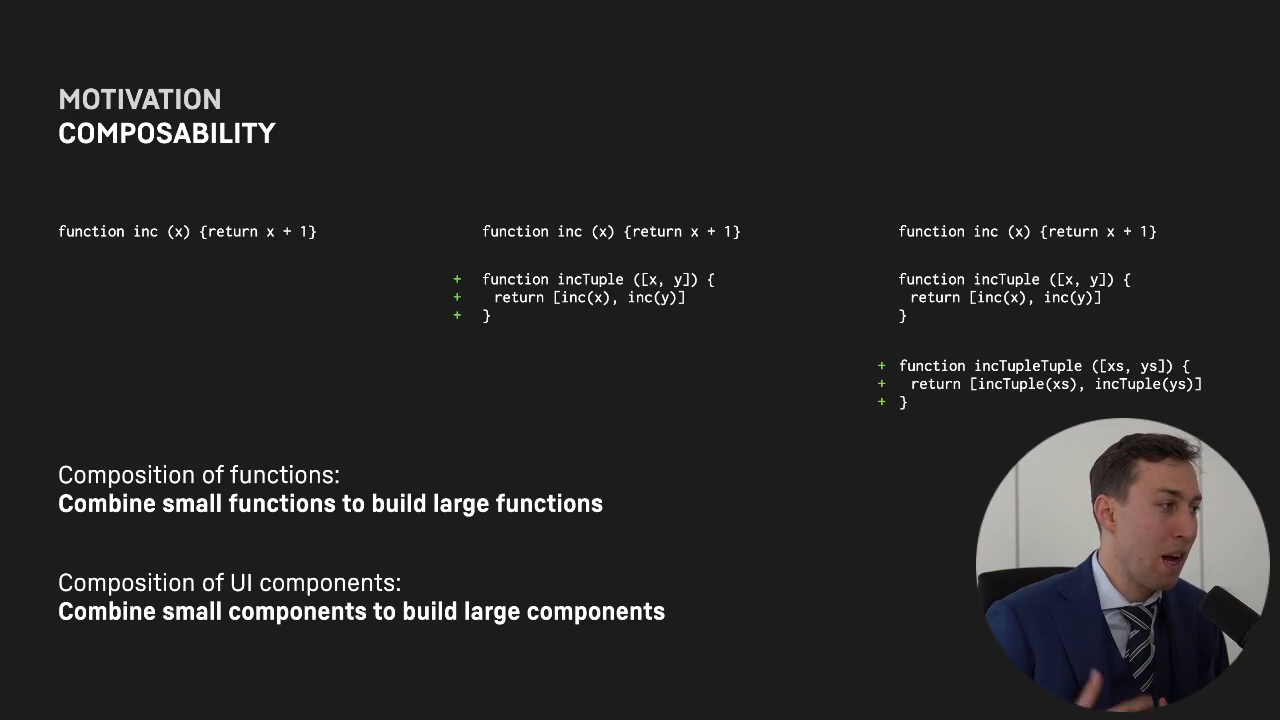 MOTIVATION
COMPOSABILITY
function inc (x) {return x + 1}
function inc (x) {return x + 1}
+ function incTuple ([x, y]) {
+ return [inc(x), inc(y)]
+ }
function inc (x) {return x + 1}
function incTuple ([x, y]) {
return [inc(x), inc(y)]
}
+ function incTupleTuple ([xs, ys]) {
+ return [incTuple(xs), incTuple(ys)]
+ }
Composition of functions:
Combine small functions to build large functions
Composition of UI components:
Combine small components to build large components